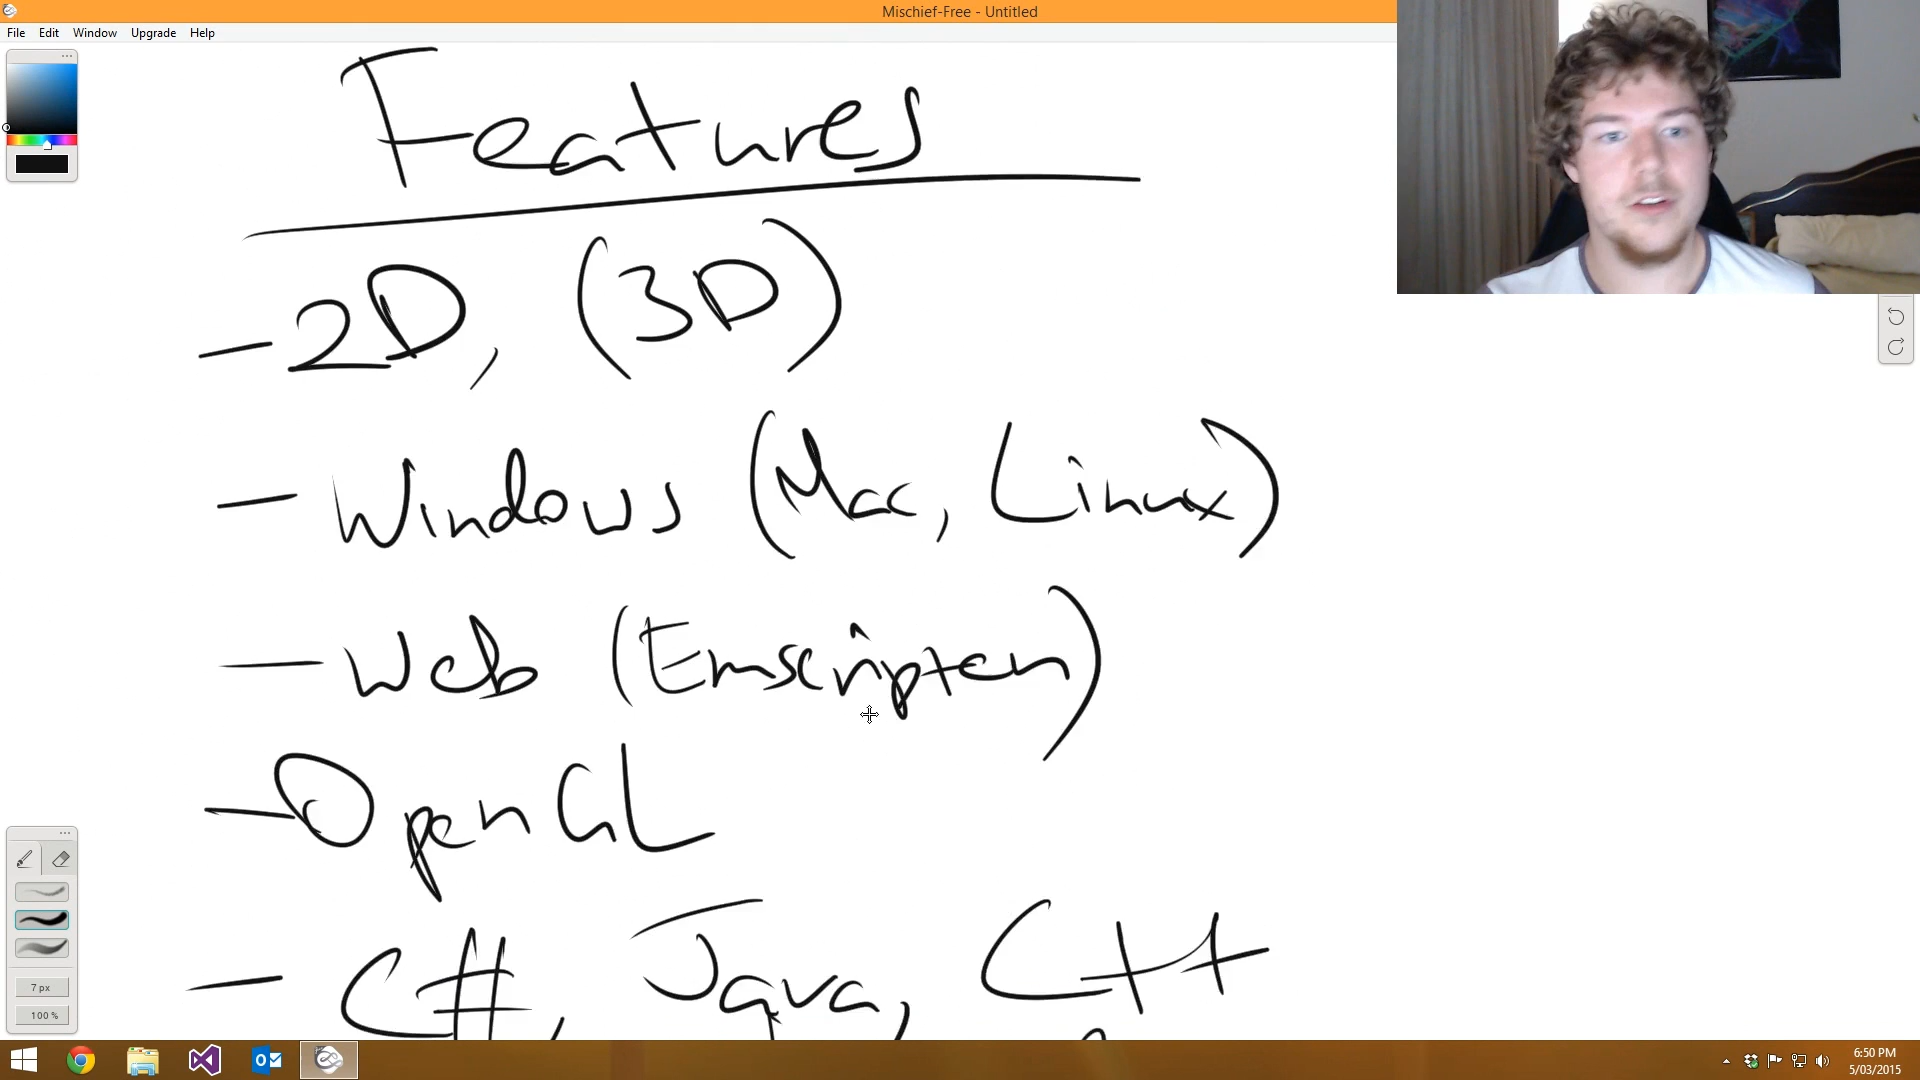 Mischief-Free - Untitled
File Edit Window Upgrade Help
Features
- 2D, (3D)
- Windows (Mac, Linux)
- Web (Emscripten)
- OpenGL
- C#, Java, C++
7 px
100 %
6:50 PM
5/03/2015